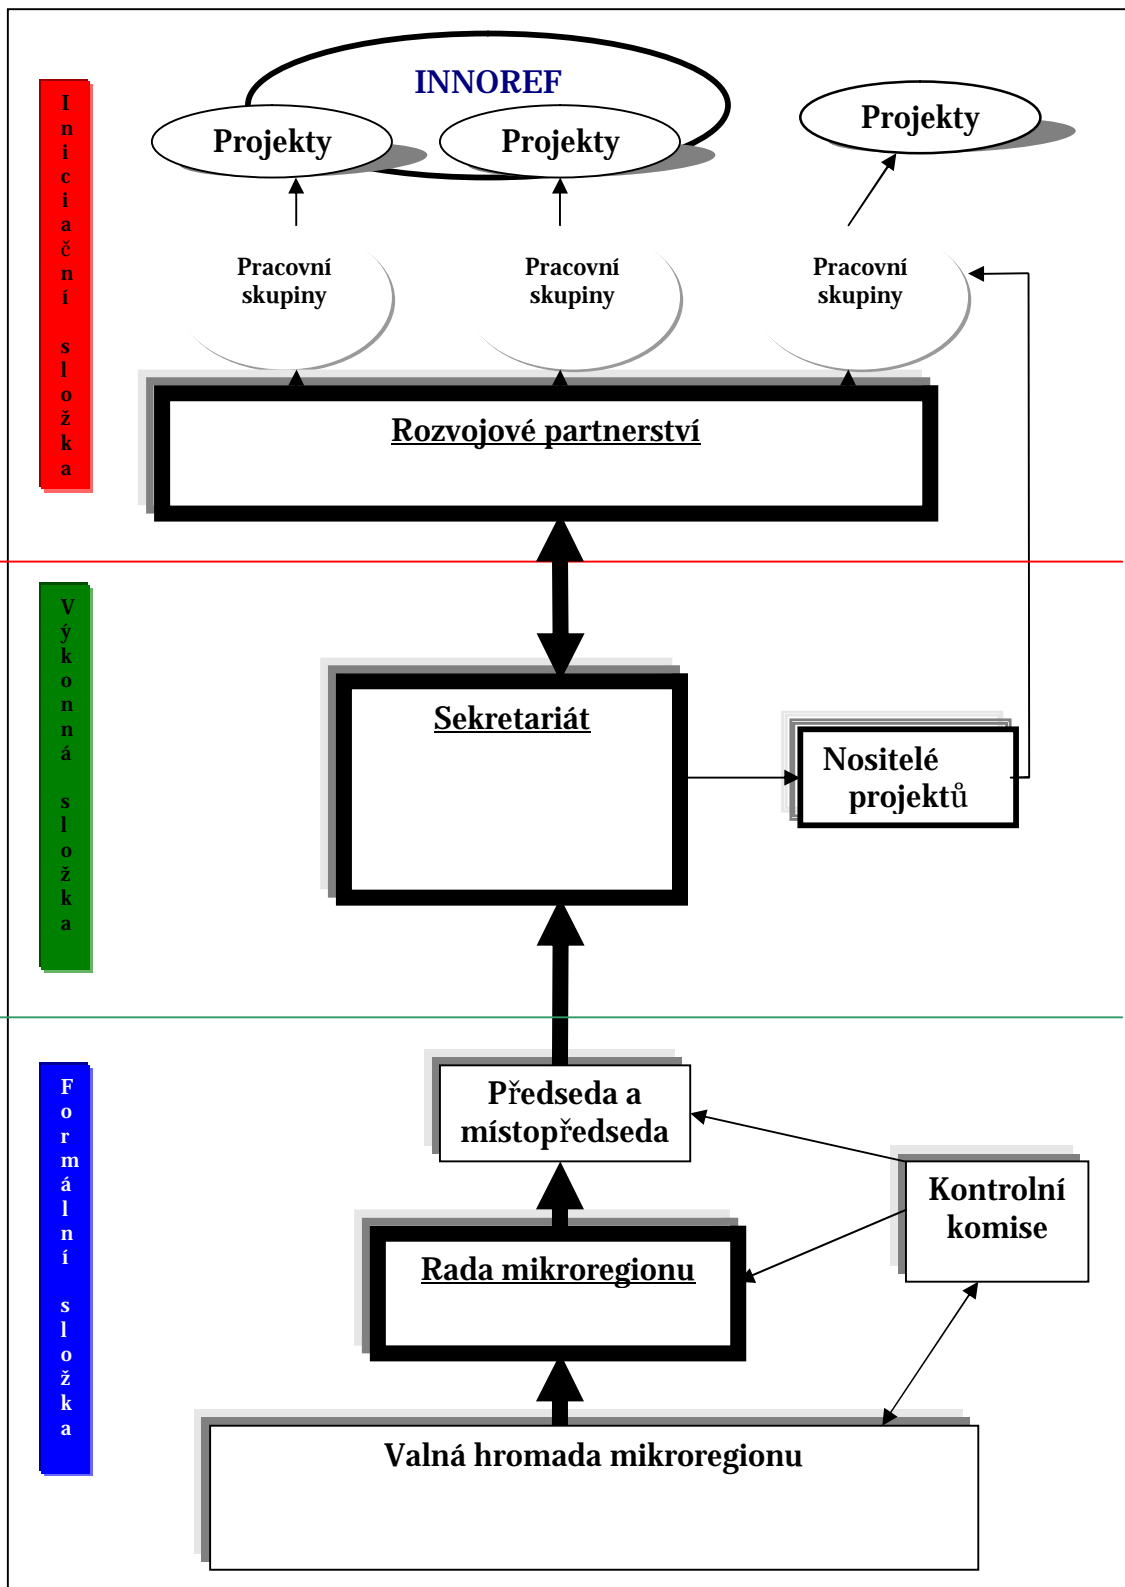 Iniciační složka
INNOREF
Projekty
Projekty
Projekty
Pracovní
skupiny
Pracovní
skupiny
Pracovní
skupiny
Rozvojové partnerství
Výkonná složka
Sekretariát
Nositelé
projektů
Formální složka
Předseda a
místopředseda
Kontrolní
komise
Rada mikroregionu
Valná hromada mikroregionu